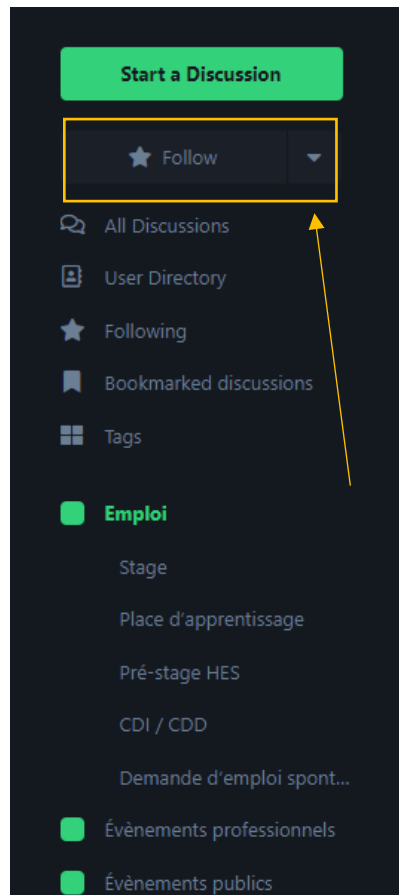 Start a Discussion
Follow
All Discussions
User Directory
Following
Bookmarked discussions
Tags
Emploi
Stage
Place d'apprentissage
Pré-stage HES
CDI / CDD
Demande d'emploi spont...
Évènements professionnels
Évènements publics